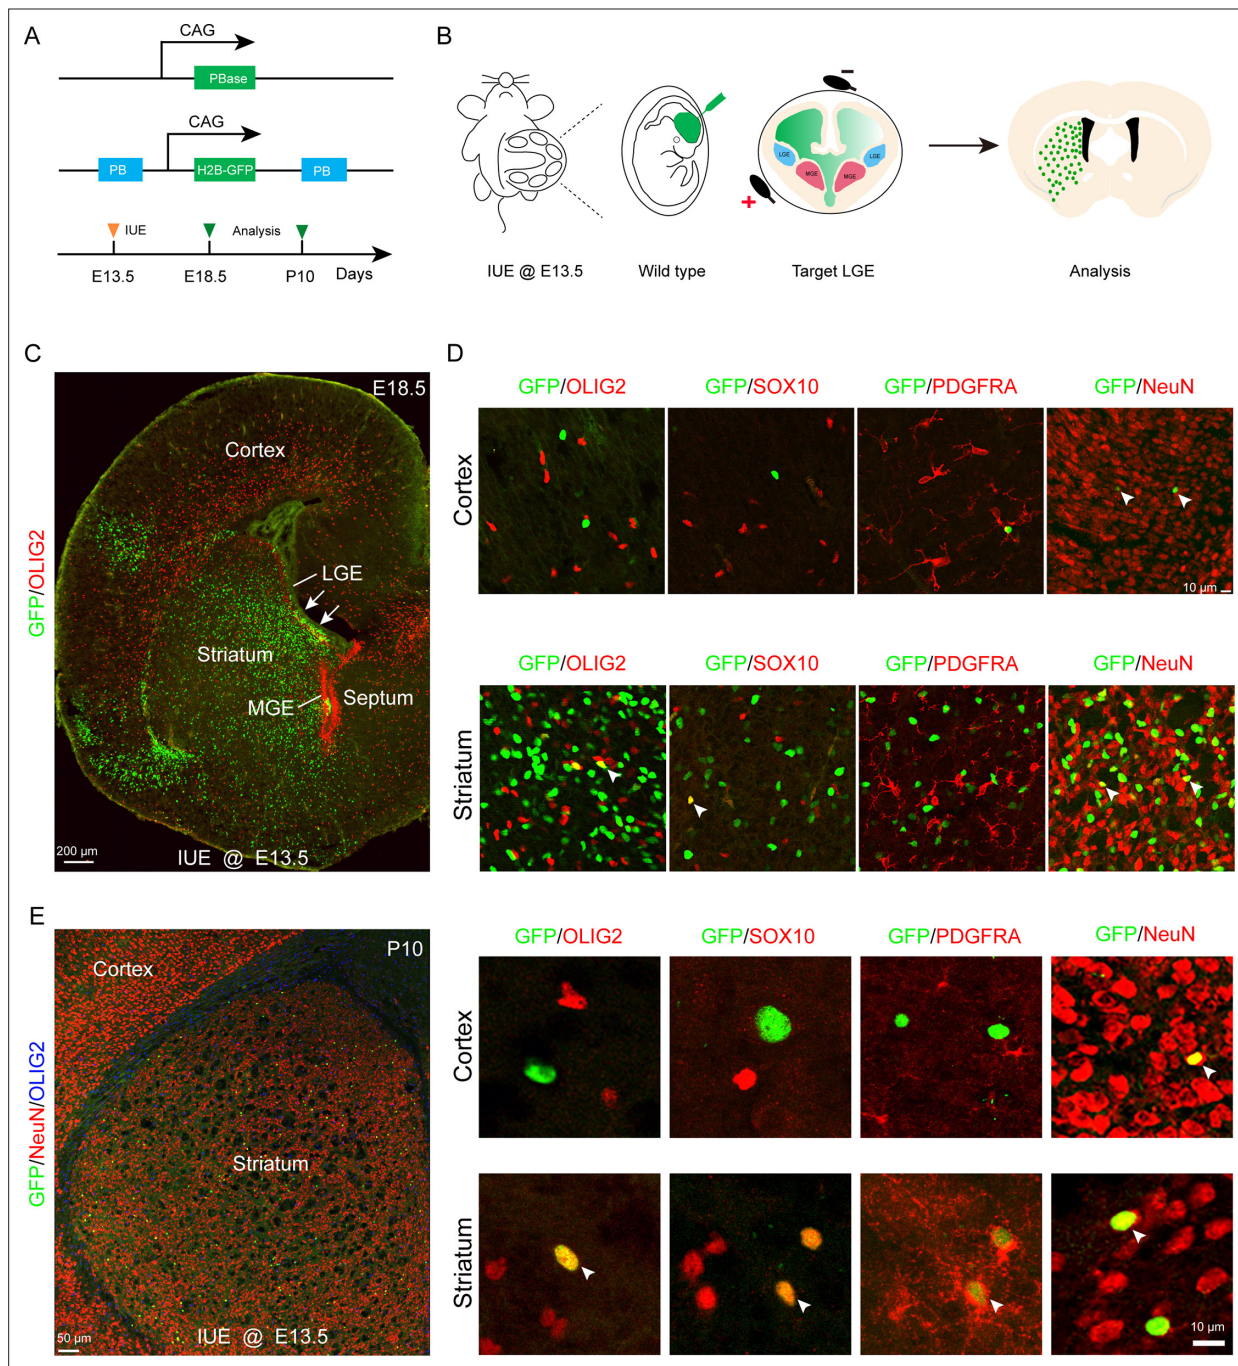 A
CAG
PBase
CAG
PB
H2B-GFP
PB
IUE
Analysis
E13.5
E18.5
P10
Days
B
−
LGE
LGE
MGE
MGE
+
IUE @ E13.5
Wild type
Target LGE
Analysis
C
GFP/OLIG2
E18.5
Cortex
LGE
Striatum
MGE
Septum
200 μm
IUE @ E13.5
D
GFP/OLIG2
GFP/SOX10
GFP/PDGFRA
GFP/NeuN
Cortex
10 μm
GFP/OLIG2
GFP/SOX10
GFP/PDGFRA
GFP/NeuN
Striatum
E
GFP/NeuN/OLIG2
P10
Cortex
Striatum
50 μm
IUE @ E13.5
GFP/OLIG2
GFP/SOX10
GFP/PDGFRA
GFP/NeuN
Cortex
Striatum
10 μm